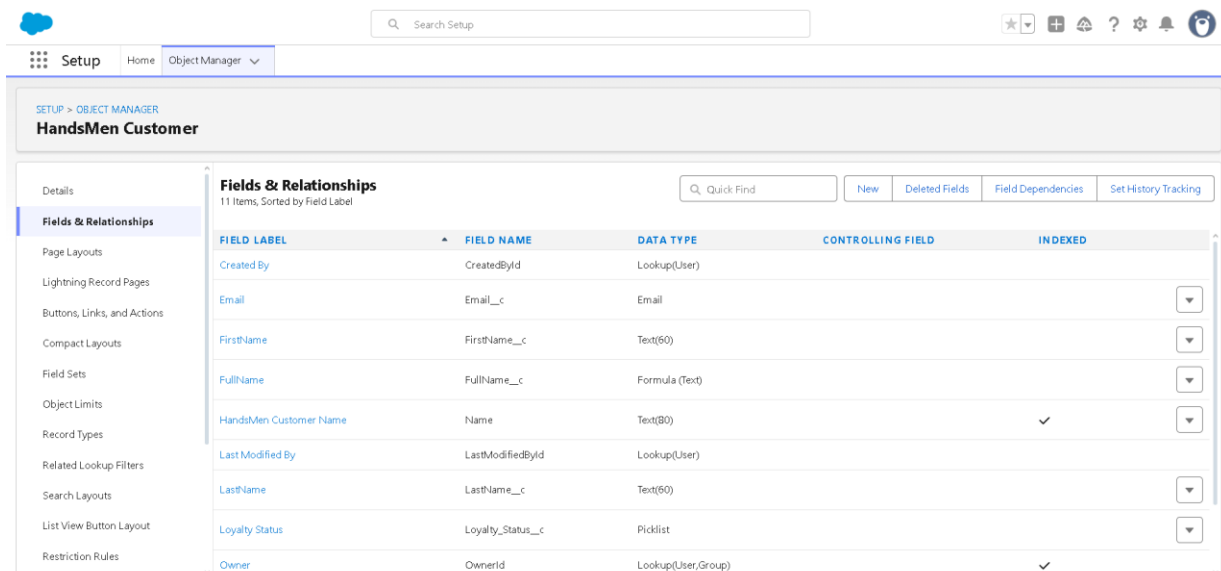 Search Setup
Setup Home Object Manager
SETUP > OBJECT MANAGER
HandsMen Customer
Details
Fields & Relationships
Page Layouts
Lightning Record Pages
Buttons, Links, and Actions
Compact Layouts
Field Sets
Object Limits
Record Types
Related Lookup Filters
Search Layouts
List View Button Layout
Restriction Rules
Fields & Relationships
11 Items, Sorted by Field Label
Quick Find New Deleted Fields Field Dependencies Set History Tracking
FIELD LABEL FIELD NAME DATA TYPE CONTROLLING FIELD INDEXED
Created By CreatedById Lookup(User)
Email Email__c Email
FirstName FirstName__c Text(60)
FullName FullName__c Formula (Text)
HandsMen Customer Name Name Text(80)
Last Modified By LastModifiedById Lookup(User)
LastName LastName__c Text(60)
Loyalty Status Loyalty_Status__c Picklist
Owner OwnerId Lookup(User,Group)